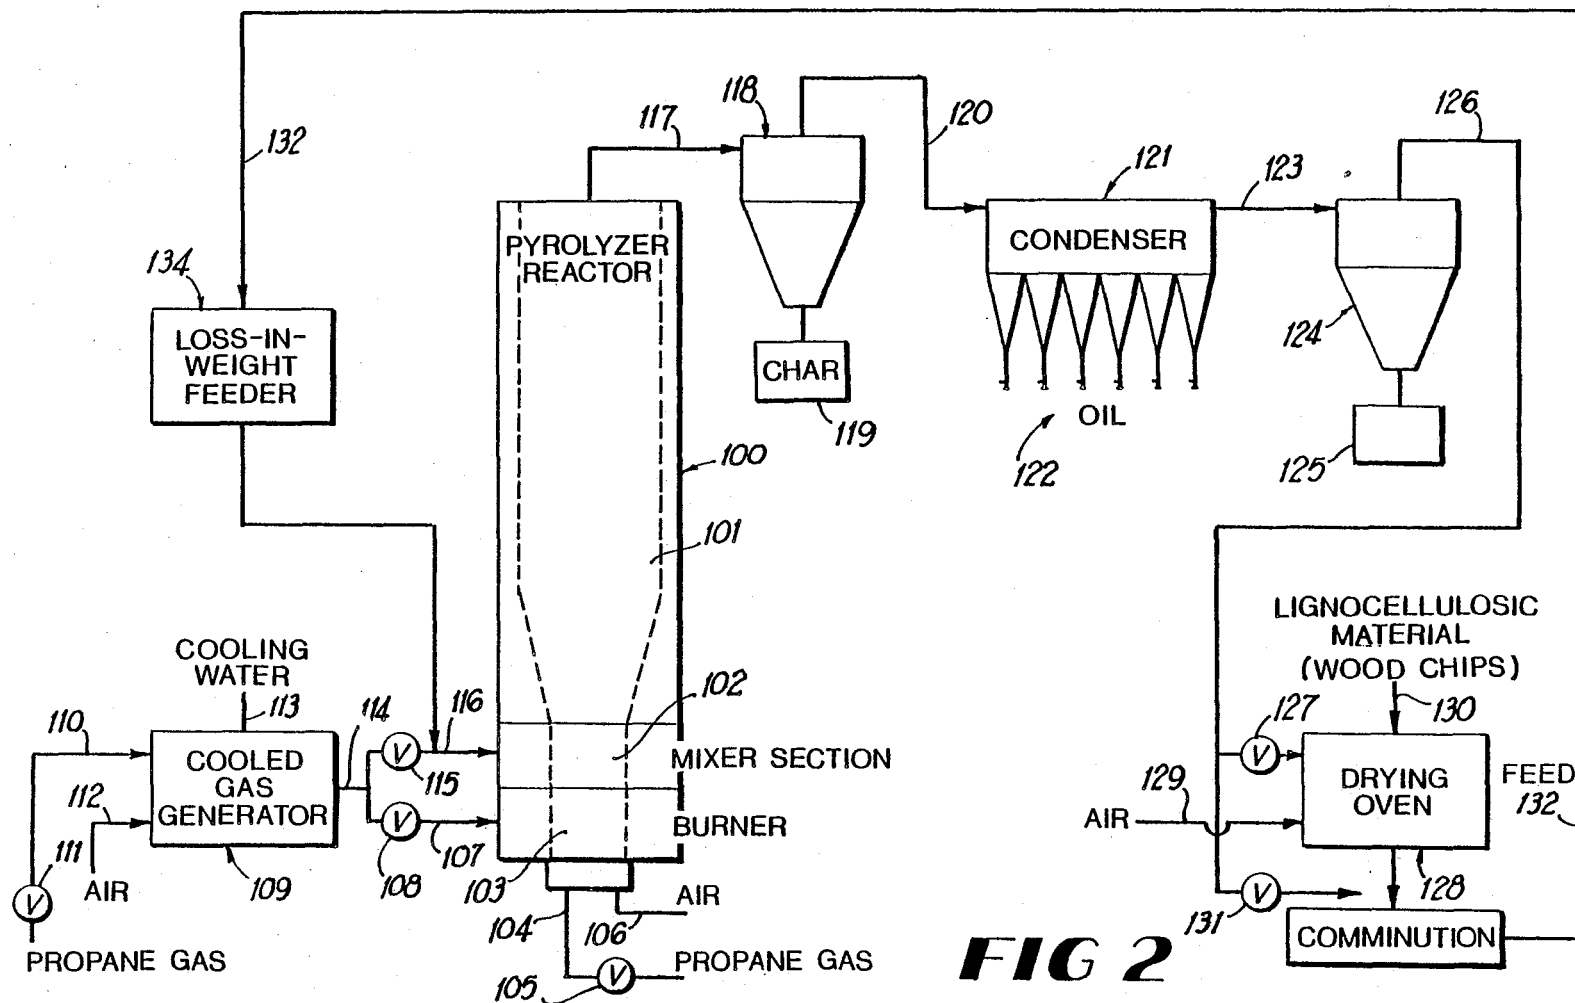 118
126
117
120
132
121
123
PYROLYZER
REACTOR
CONDENSER
134
LOSS-IN-
WEIGHT
FEEDER
124
CHAR
119
OIL
122
125
100
101
LIGNOCELLULOSIC
MATERIAL
(WOOD CHIPS)
COOLING
WATER
113
114
116
102
110
127
130
COOLED
GAS
GENERATOR
V
115
MIXER SECTION
V
DRYING
OVEN
FEED
132
112
129
AIR
V
107
108
BURNER
111
V
AIR
109
103
104
AIR
106
128
V
131
COMMINUTION
PROPANE GAS
V
105
PROPANE GAS
FIG 2